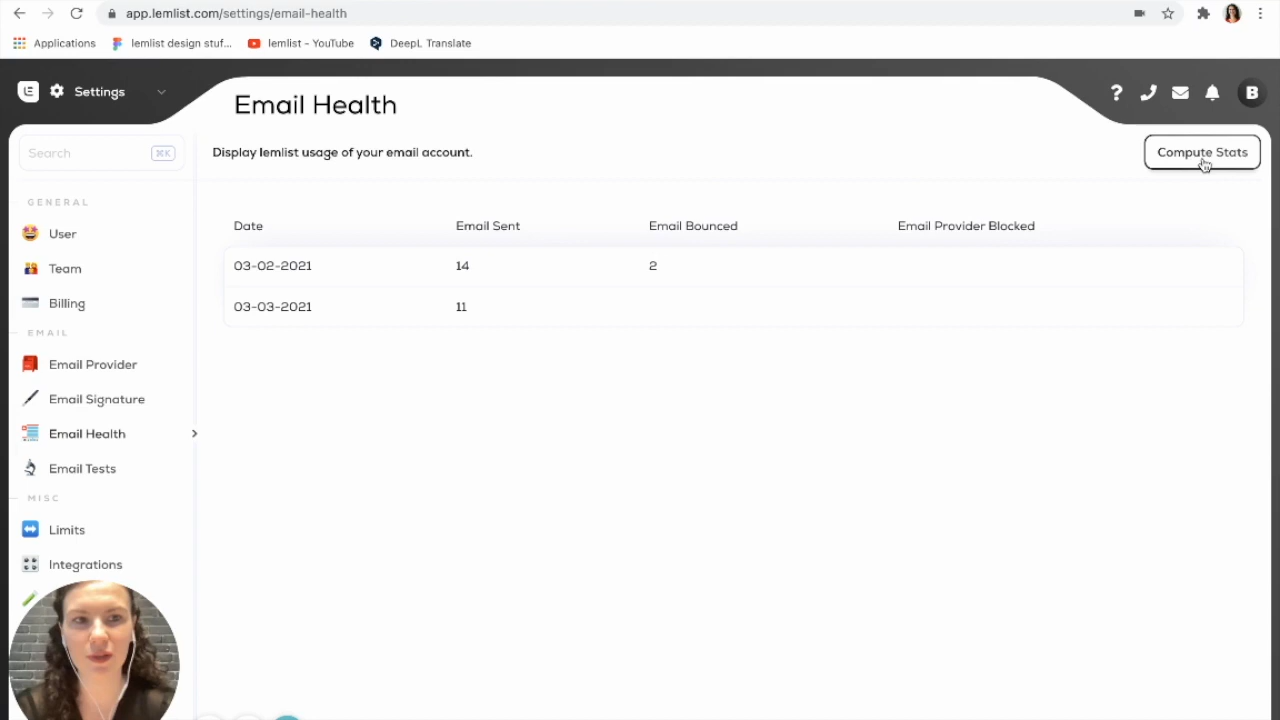 app.lemlist.com/settings/email-health
Applications lemlist design stuf... lemlist - YouTube DeepL Translate
Settings
B
Email Health
Search ⌘K
Display lemlist usage of your email account.
Compute Stats
GENERAL
User
Team
Billing
EMAIL
Email Provider
Email Signature
Email Health
Email Tests
MISC
Limits
Integrations
Date Email Sent Email Bounced Email Provider Blocked
03-02-2021 14 2
03-03-2021 11